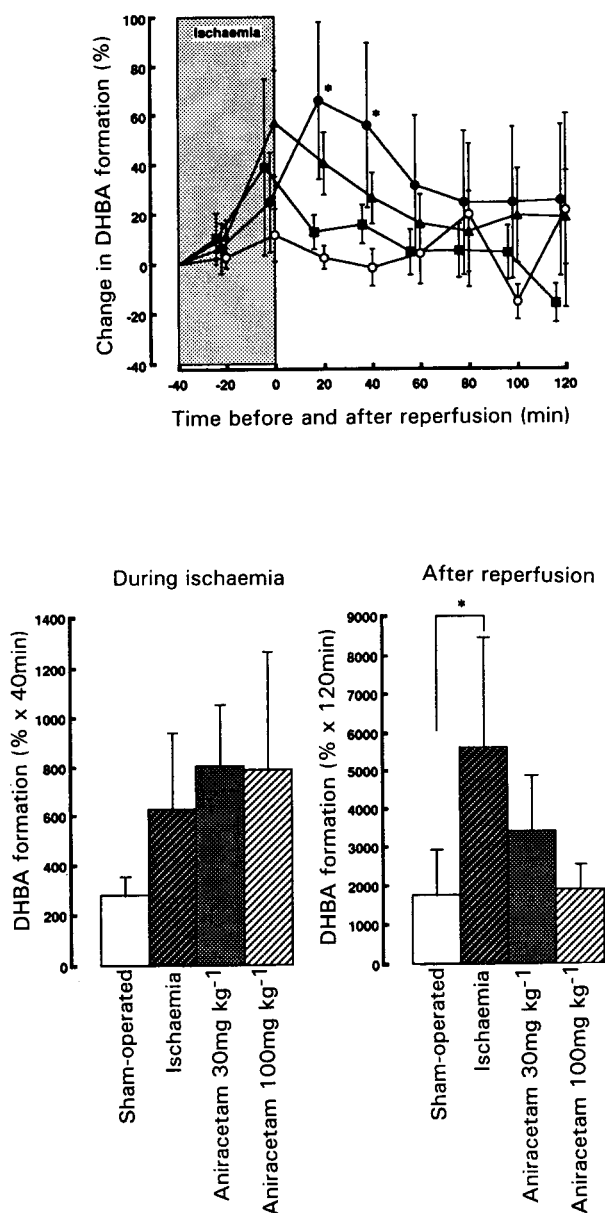 Ischaemia
Change in DHBA formation (%)
100
80
60
40
20
0
-20
-40
* *
-40 -20 0 20 40 60 80 100 120
Time before and after reperfusion (min)
During ischaemia
DHBA formation (% x 40min)
1400
1200
1000
800
600
400
200
0
Sham-operated
Ischaemia
Aniracetam 30mg kg⁻¹
Aniracetam 100mg kg⁻¹
After reperfusion
DHBA formation (% x 120min)
9000
8000
7000
6000
5000
4000
3000
2000
1000
0
*
Sham-operated
Ischaemia
Aniracetam 30mg kg⁻¹
Aniracetam 100mg kg⁻¹